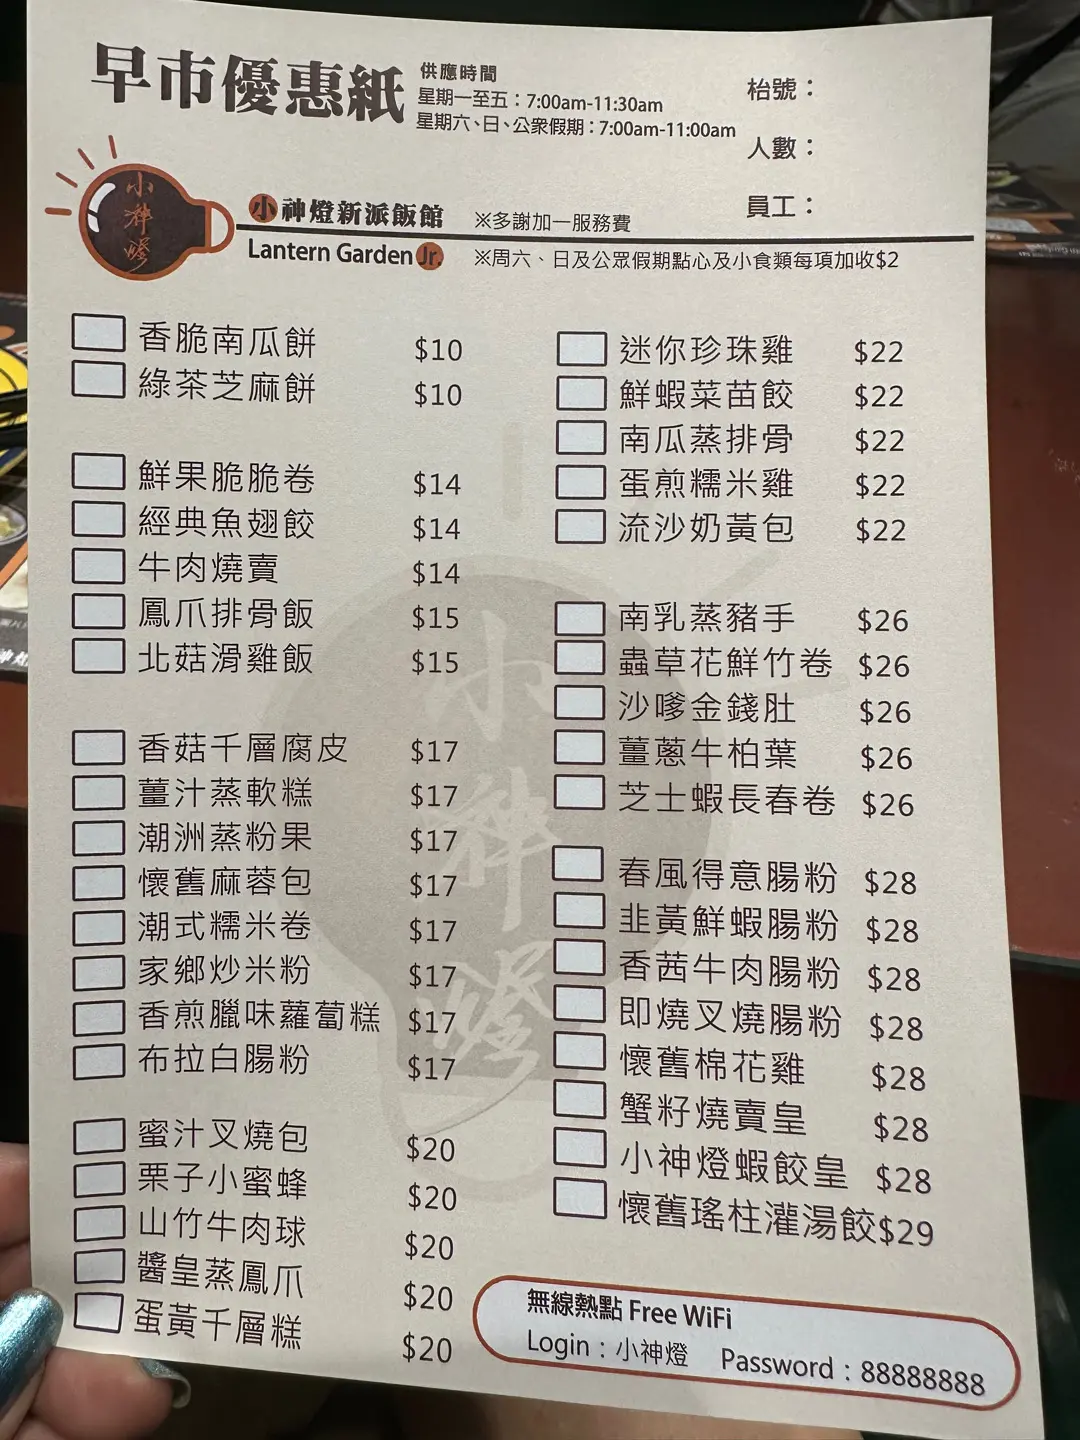 早市優惠紙
供應時間
星期一至五：7:00am-11:30am
星期六、日、公衆假期：7:00am-11:00am
枱號：
人數：
員工：
小神燈
小神燈新派飯館
※多謝加一服務費
Lantern Garden Jr.
※周六、日及公眾假期點心及小食類每項加收$2
香脆南瓜餅 $10
綠茶芝麻餅 $10
鮮果脆脆卷 $14
經典魚翅餃 $14
牛肉燒賣 $14
鳳爪排骨飯 $15
北菇滑雞飯 $15
香菇千層腐皮 $17
薑汁蒸軟糕 $17
潮洲蒸粉果 $17
懷舊麻蓉包 $17
潮式糯米卷 $17
家鄉炒米粉 $17
香煎臘味蘿蔔糕 $17
布拉白腸粉 $17
蜜汁叉燒包 $20
栗子小蜜蜂 $20
山竹牛肉球 $20
醬皇蒸鳳爪 $20
蛋黃千層糕 $20
迷你珍珠雞 $22
鮮蝦菜苗餃 $22
南瓜蒸排骨 $22
蛋煎糯米雞 $22
流沙奶黃包 $22
南乳蒸豬手 $26
蟲草花鮮竹卷 $26
沙嗲金錢肚 $26
薑蔥牛柏葉 $26
芝士蝦長春卷 $26
春風得意腸粉 $28
韭黃鮮蝦腸粉 $28
香茜牛肉腸粉 $28
即燒叉燒腸粉 $28
懷舊棉花雞 $28
蟹籽燒賣皇 $28
小神燈蝦餃皇 $28
懷舊瑤柱灌湯餃$29
小神燈
無線熱點 Free WiFi
Login：小神燈 Password：88888888